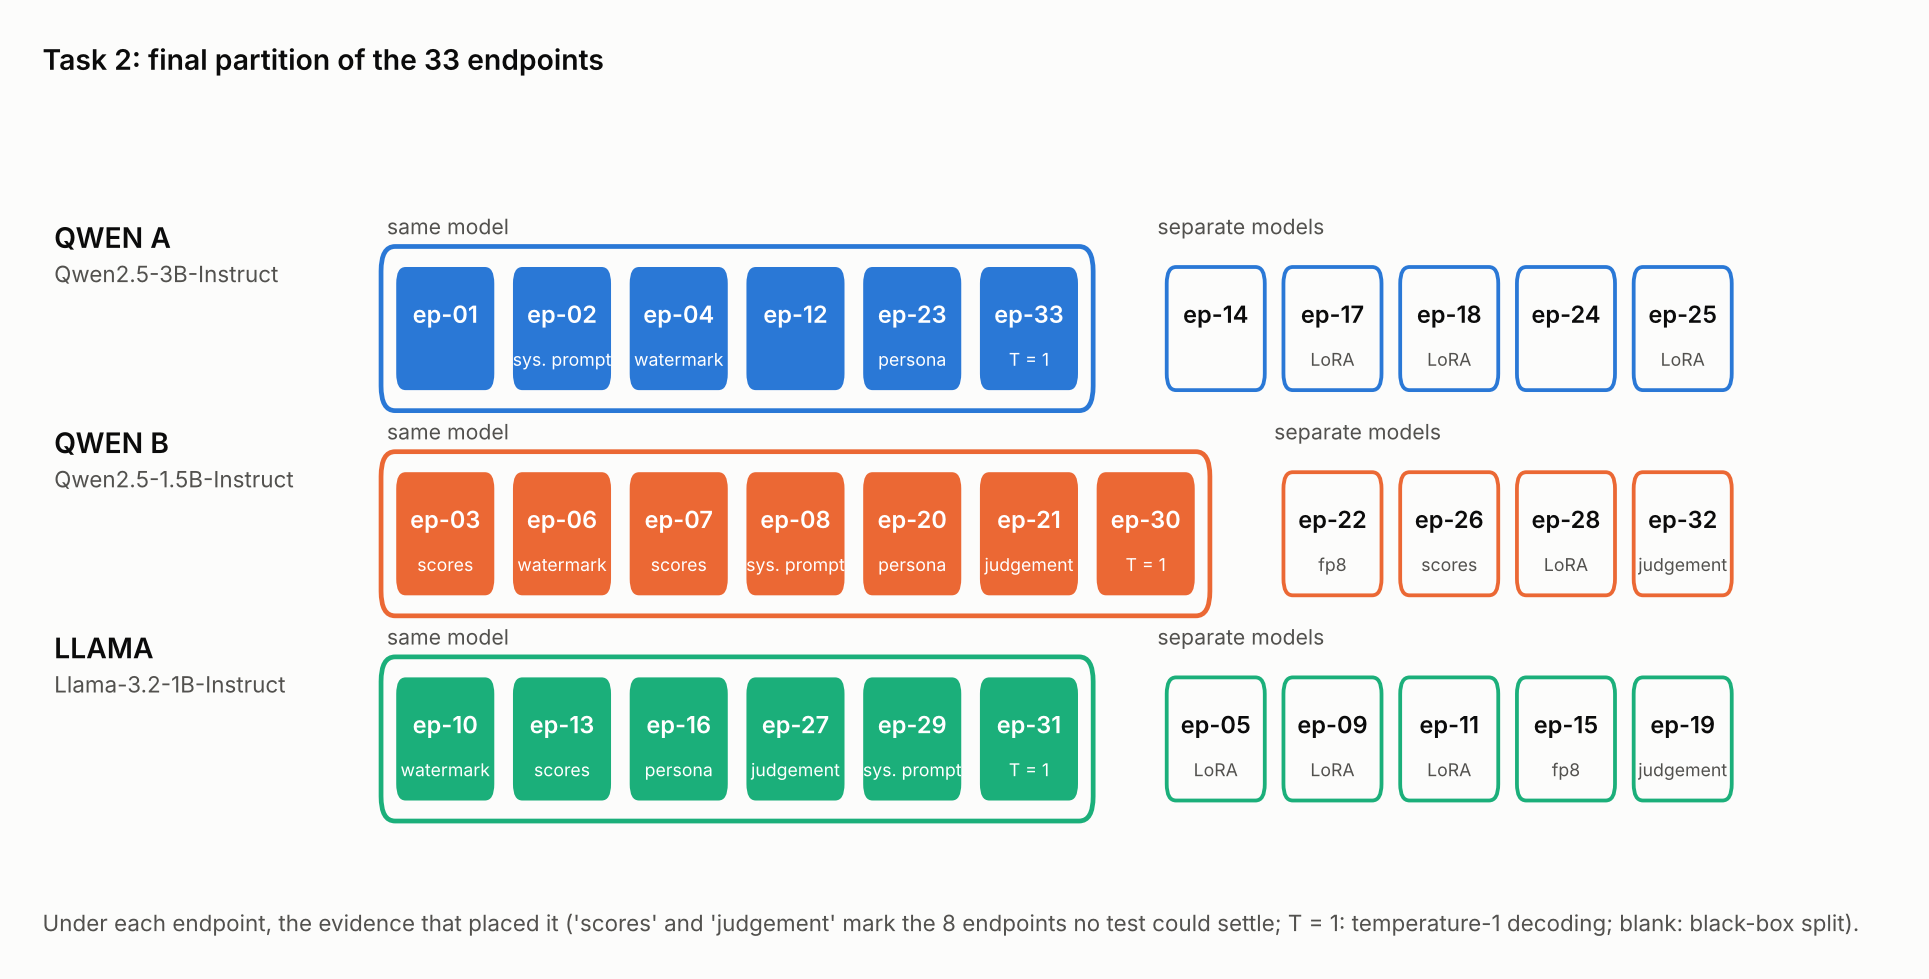 Task 2: final partition of the 33 endpoints
QWEN A
Qwen2.5-3B-Instruct
same model
ep-01
ep-02
sys. prompt
ep-04
watermark
ep-12
ep-23
persona
ep-33
T = 1
separate models
ep-14
ep-17
LoRA
ep-18
LoRA
ep-24
ep-25
LoRA
QWEN B
Qwen2.5-1.5B-Instruct
same model
ep-03
scores
ep-06
watermark
ep-07
scores
ep-08
sys. prompt
ep-20
persona
ep-21
judgement
ep-30
T = 1
separate models
ep-22
fp8
ep-26
scores
ep-28
LoRA
ep-32
judgement
LLAMA
Llama-3.2-1B-Instruct
same model
ep-10
watermark
ep-13
scores
ep-16
persona
ep-27
judgement
ep-29
sys. prompt
ep-31
T = 1
separate models
ep-05
LoRA
ep-09
LoRA
ep-11
LoRA
ep-15
fp8
ep-19
judgement
Under each endpoint, the evidence that placed it ('scores' and 'judgement' mark the 8 endpoints no test could settle; T = 1: temperature-1 decoding; blank: black-box split).